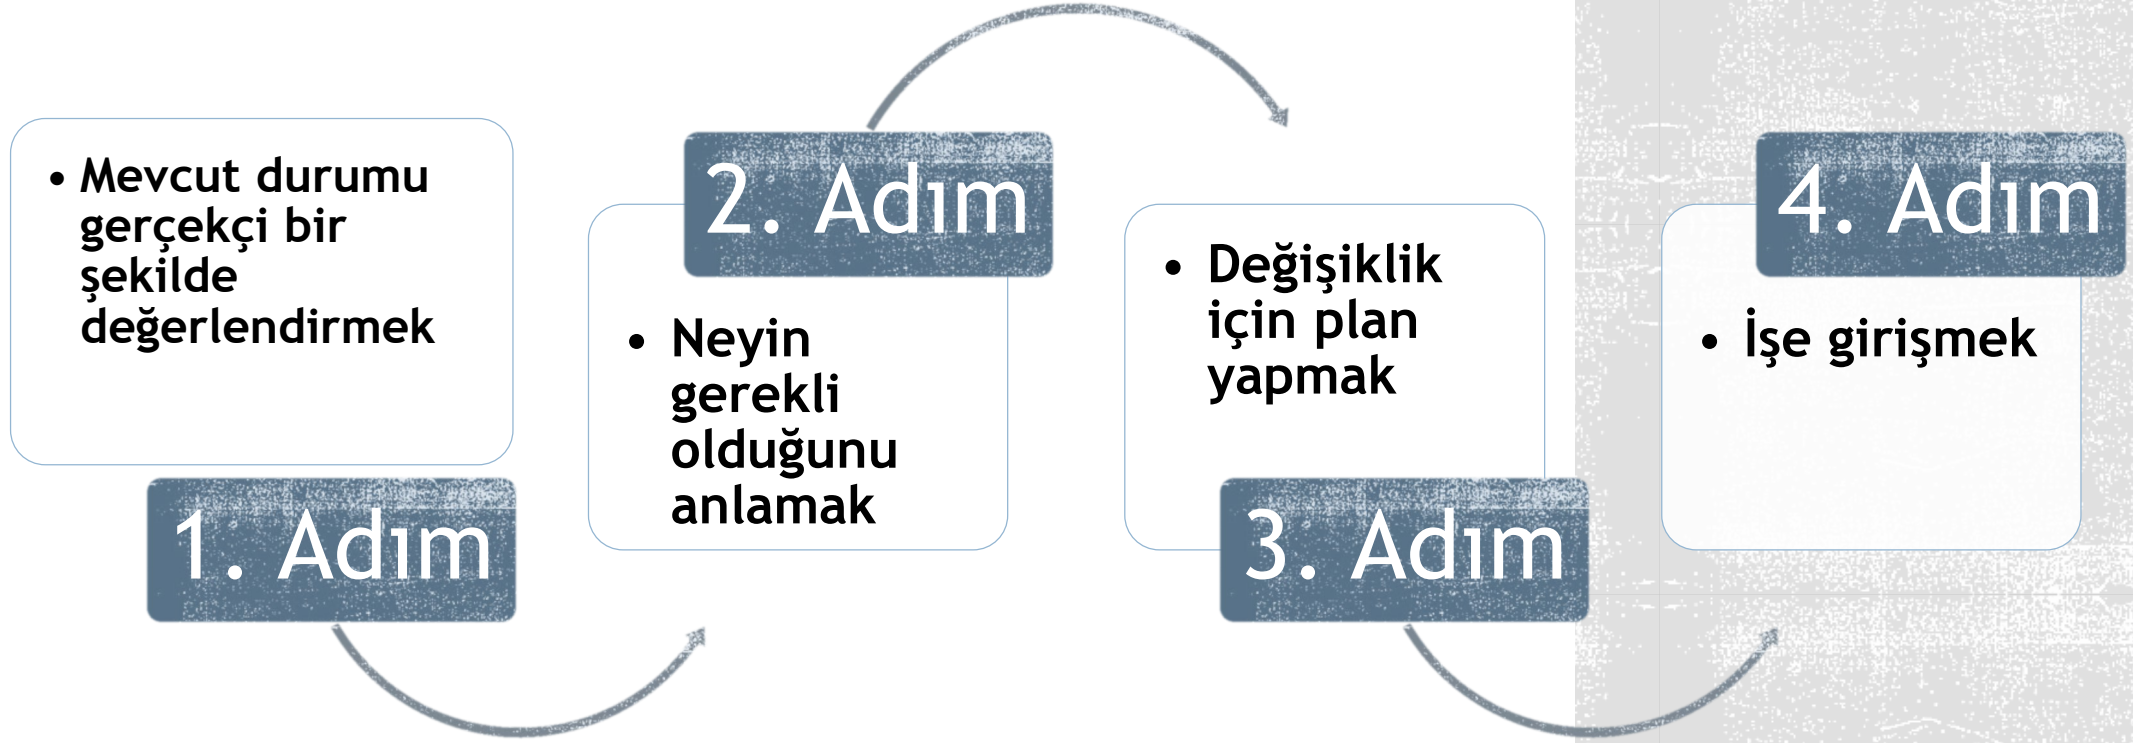 • Mevcut durumu
gerçekçi bir
şekilde
değerlendirmek
1. Adım
2. Adım
• Neyin
gerekli
olduğunu
anlamak
• Değişiklik
için plan
yapmak
3. Adım
4. Adım
• İşe girişmek